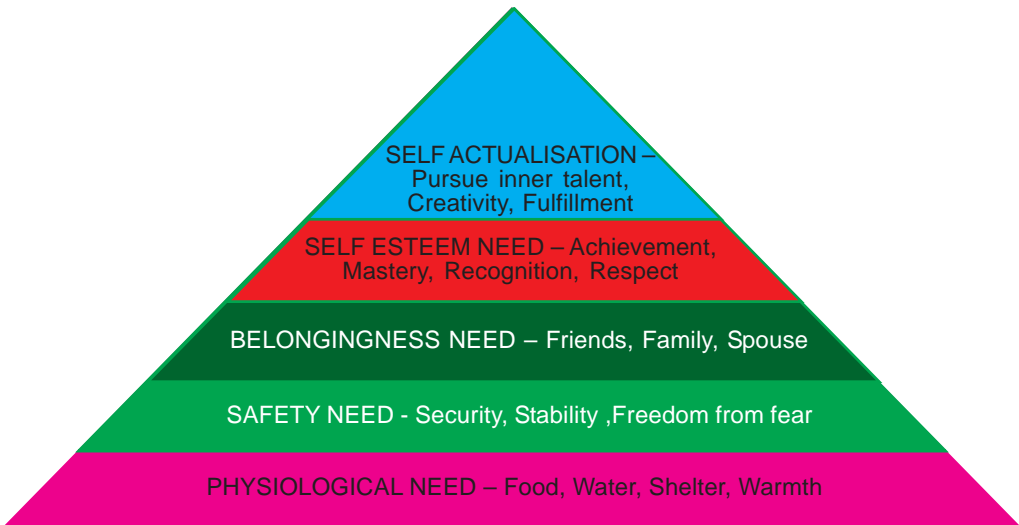 SELF ACTUALISATION –
Pursue inner talent,
Creativity, Fulfillment
SELF ESTEEM NEED – Achievement,
Mastery, Recognition, Respect
BELONGINGNESS NEED – Friends, Family, Spouse
SAFETY NEED - Security, Stability ,Freedom from fear
PHYSIOLOGICAL NEED – Food, Water, Shelter, Warmth